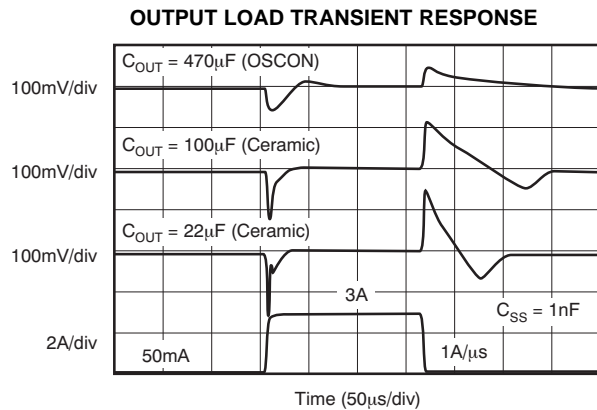 OUTPUT LOAD TRANSIENT RESPONSE
C_OUT = 470μF (OSCON)
100mV/div
C_OUT = 100μF (Ceramic)
100mV/div
C_OUT = 22μF (Ceramic)
100mV/div
3A
C_SS = 1nF
2A/div
50mA
1A/μs
Time (50μs/div)